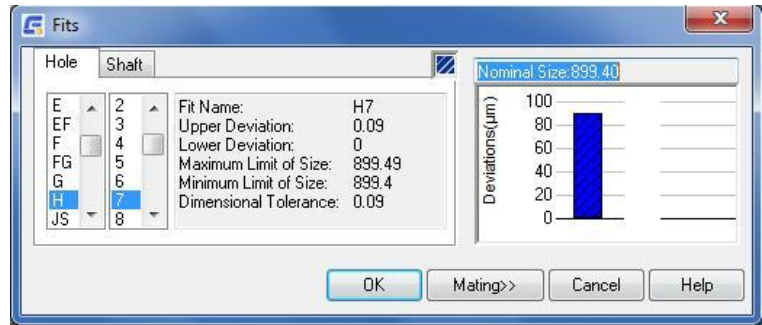 Fits
Hole
Shaft
E
EF
F
FG
G
H
JS
2
3
4
5
6
7
8
Fit Name: H7
Upper Deviation: 0.09
Lower Deviation: 0
Maximum Limit of Size: 899.49
Minimum Limit of Size: 899.4
Dimensional Tolerance: 0.09
Nominal Size:899.40
Deviations(µm)
100
80
60
40
20
0
OK
Mating>>
Cancel
Help